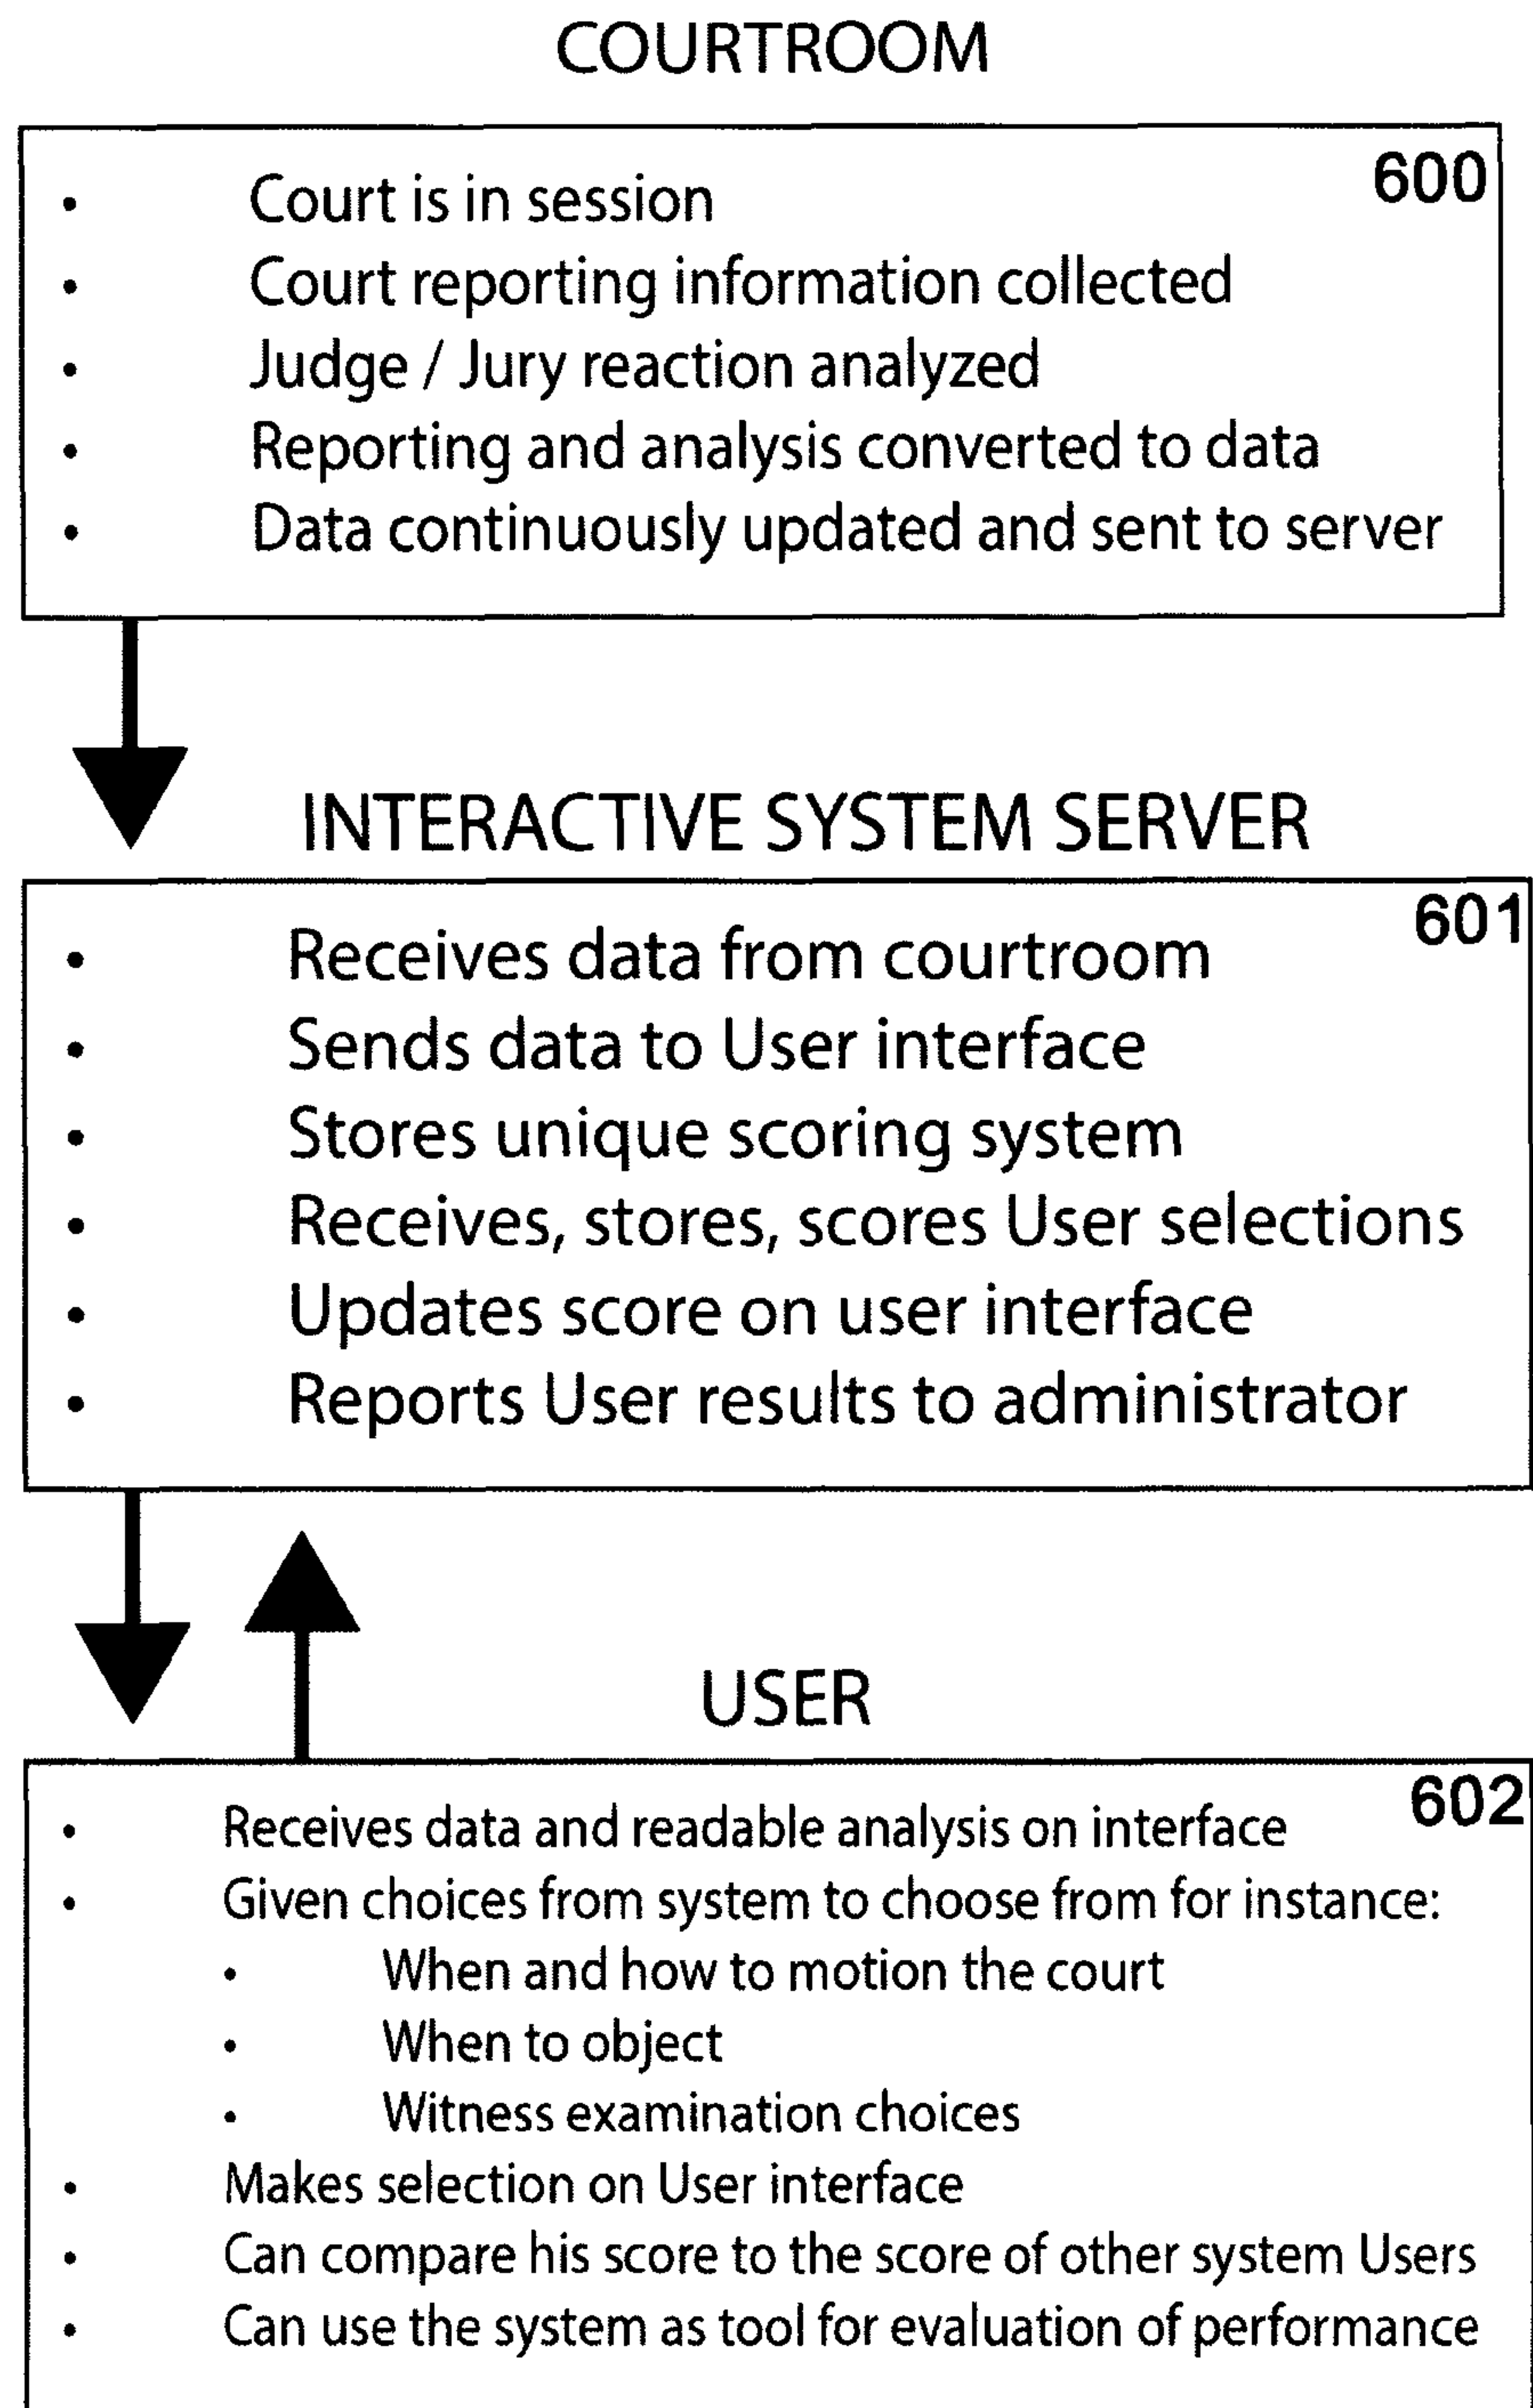 COURTROOM
600
• Court is in session
• Court reporting information collected
• Judge / Jury reaction analyzed
• Reporting and analysis converted to data
• Data continuously updated and sent to server
INTERACTIVE SYSTEM SERVER
601
• Receives data from courtroom
• Sends data to User interface
• Stores unique scoring system
• Receives, stores, scores User selections
• Updates score on user interface
• Reports User results to administrator
USER
602
• Receives data and readable analysis on interface
• Given choices from system to choose from for instance:
• When and how to motion the court
• When to object
• Witness examination choices
• Makes selection on User interface
• Can compare his score to the score of other system Users
• Can use the system as tool for evaluation of performance